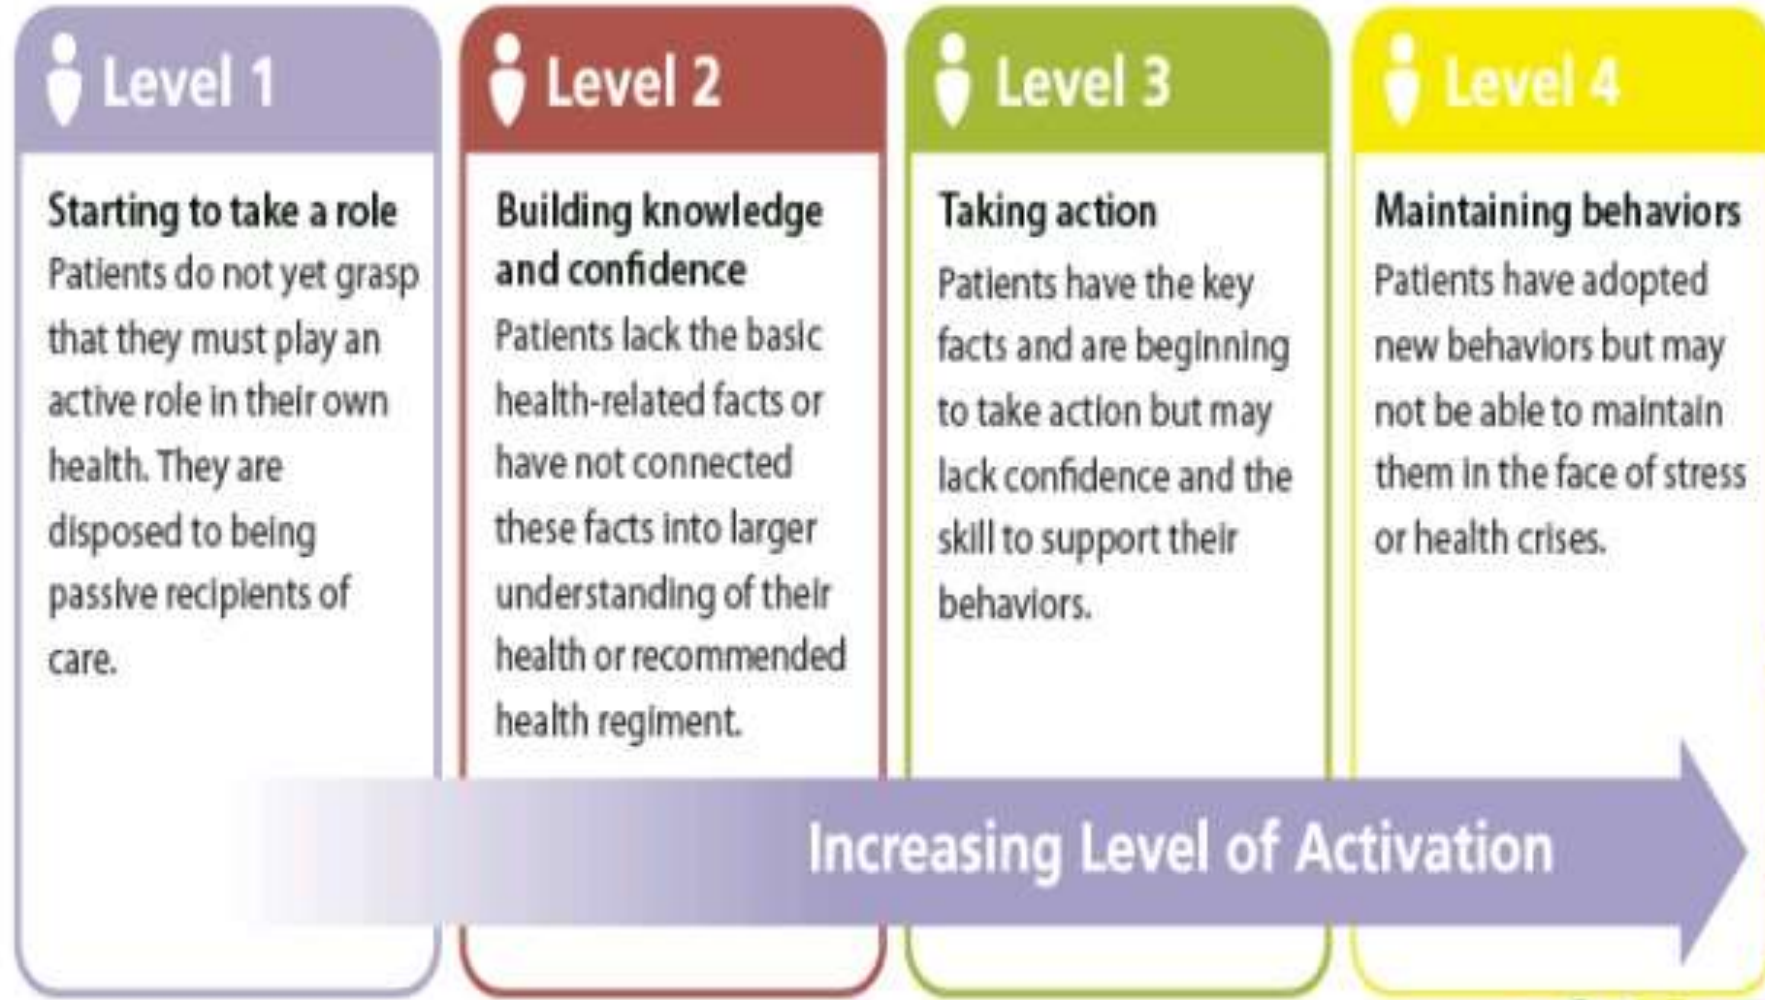 Level 1
Starting to take a role
Patients do not yet grasp
that they must play an
active role in their own
health. They are
disposed to being
passive recipients of
care.
Level 2
Building knowledge
and confidence
Patients lack the basic
health-related facts or
have not connected
these facts into larger
understanding of their
health or recommended
health regiment.
Level 3
Taking action
Patients have the key
facts and are beginning
to take action but may
lack confidence and the
skill to support their
behaviors.
Level 4
Maintaining behaviors
Patients have adopted
new behaviors but may
not be able to maintain
them in the face of stress
or health crises.
Increasing Level of Activation